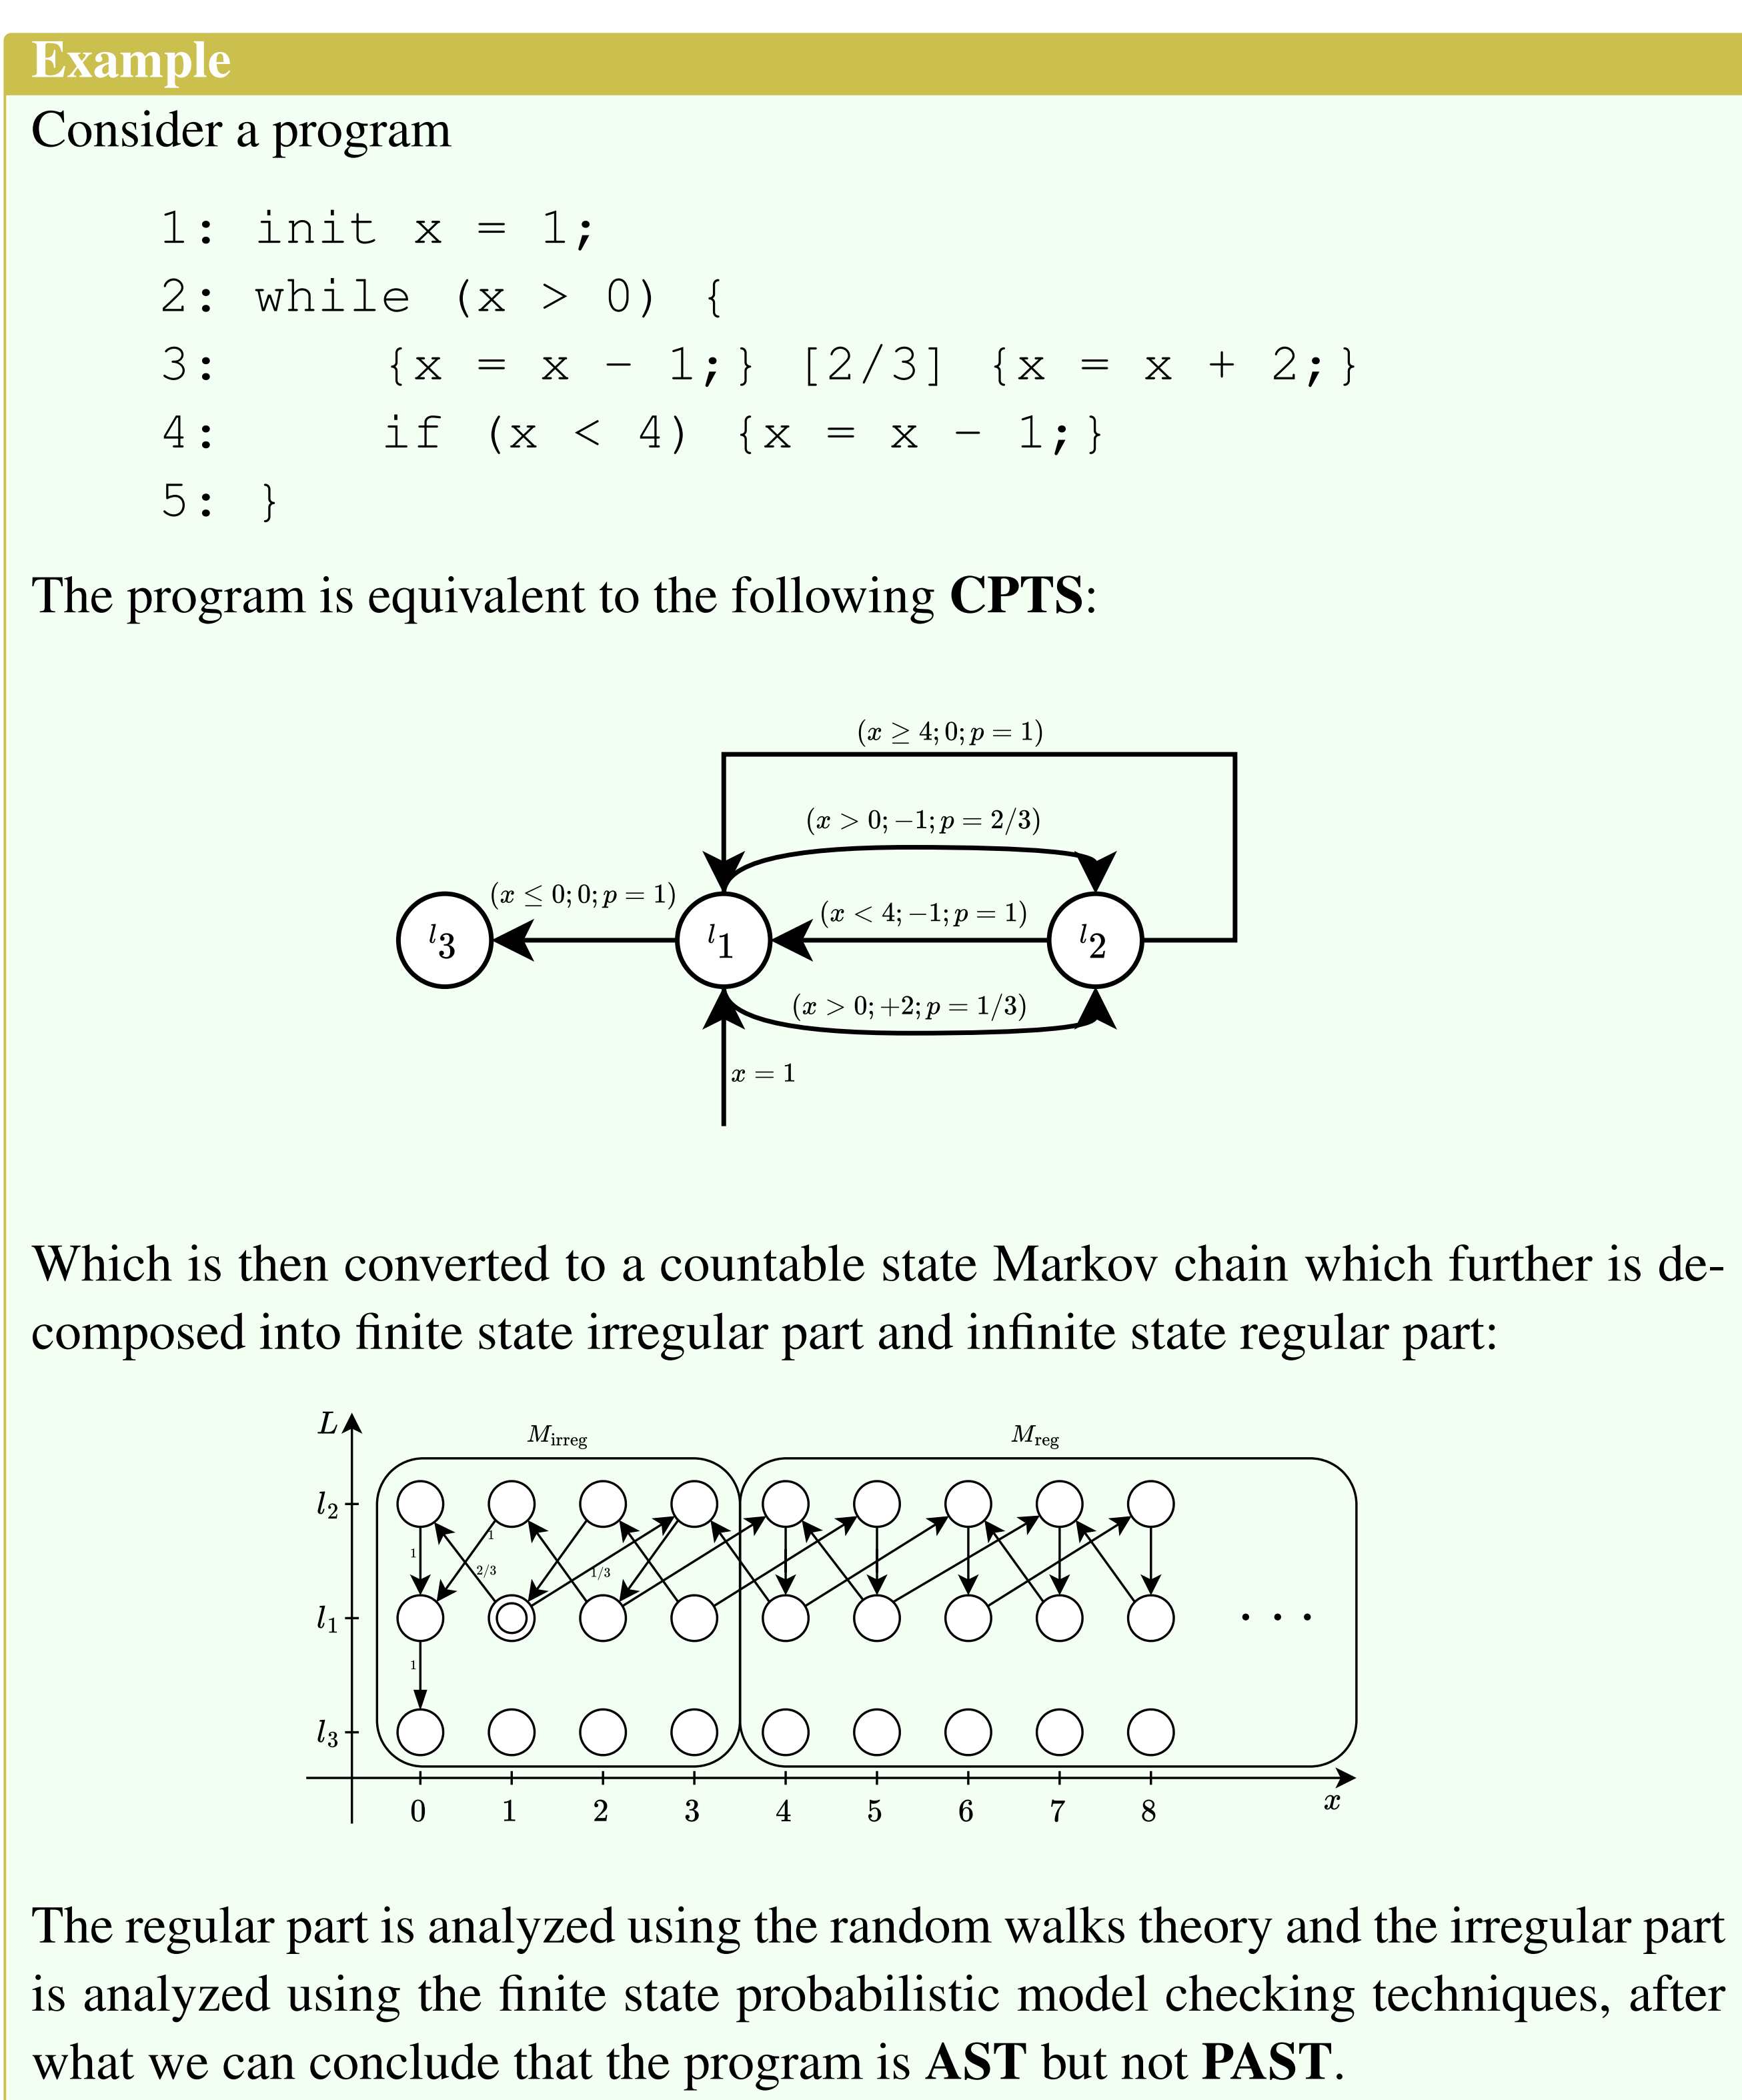 Example
Consider a program
1: init x = 1;
2: while (x > 0) {
3: {x = x - 1;} [2/3] {x = x + 2;}
4: if (x < 4) {x = x - 1;}
5: }
The program is equivalent to the following CPTS:
(x ≥ 4; 0; p = 1)
(x > 0; −1; p = 2/3)
(x ≤ 0; 0; p = 1)
(x < 4; −1; p = 1)
l3
l1
l2
(x > 0; +2; p = 1/3)
x = 1
Which is then converted to a countable state Markov chain which further is de-
composed into finite state irregular part and infinite state regular part:
L
Mirreg
Mreg
l2
1
1
2/3
1/3
l1
. . .
1
l3
0 1 2 3 4 5 6 7 8
x
The regular part is analyzed using the random walks theory and the irregular part
is analyzed using the finite state probabilistic model checking techniques, after
what we can conclude that the program is AST but not PAST.